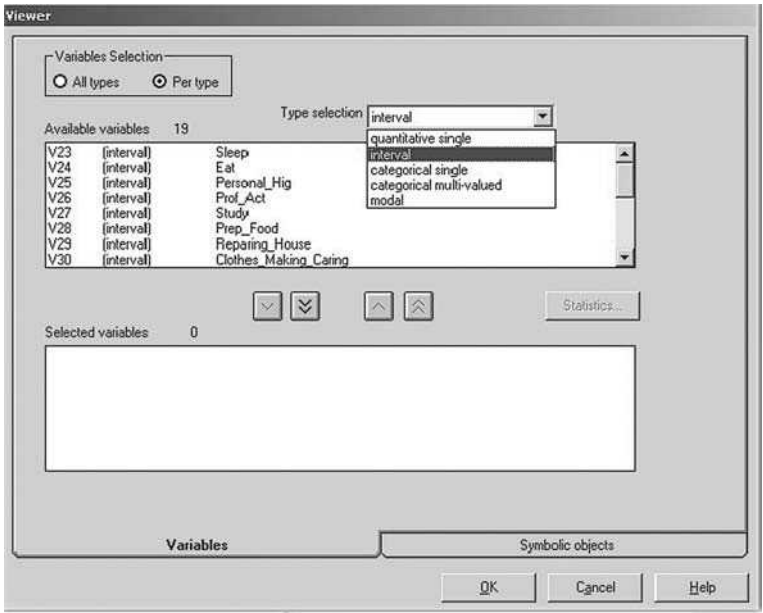 Viewer
Variables Selection
All types Per type
Type selection interval
Available variables 19
quantitative single
interval
categorical single
categorical multi-valued
modal
V23 (interval) Sleep
V24 (interval) Eat
V25 (interval) Personal_Hig
V26 (interval) Prof_Act
V27 (interval) Study
V28 (interval) Prep_Food
V29 (interval) Reparing_House
V30 (interval) Clothes_Making_Caring
Statistics...
Selected variables 0
Variables Symbolic objects
OK Cancel Help